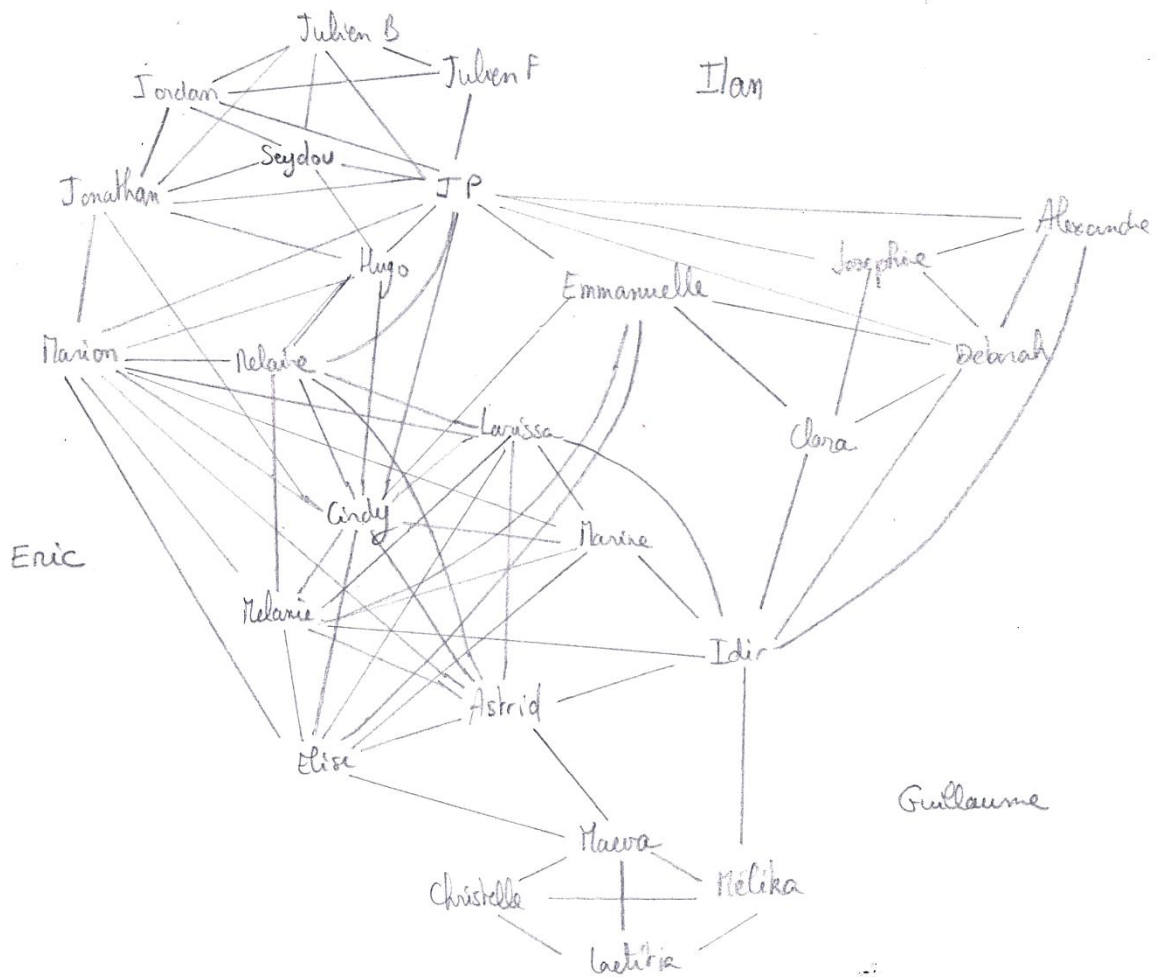 Julien B
Julien F
Ilan
Jordan
Seydou
JP
Jonathan
Alexandre
Hugo
Josephine
Emmanuelle
Marion
Melaine
Deborah
Larissa
Clara
Cindy
Marine
Eric
Melanie
Idir
Astrid
Elise
Guillaume
Maeva
Christelle
Mélika
Laetitia